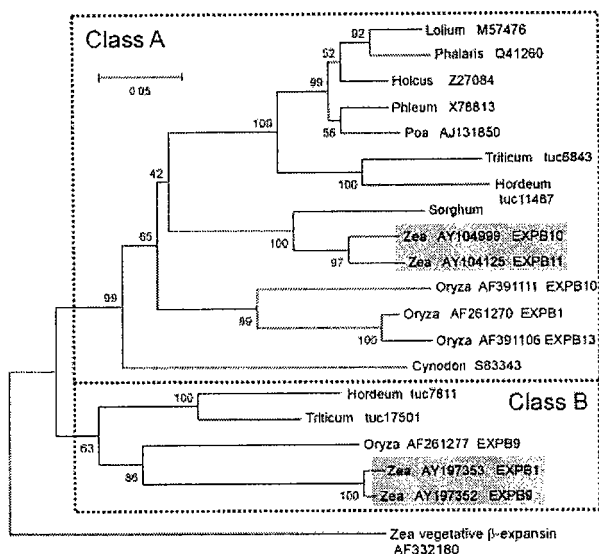 Class A
0.05
92
Lolium M57476
Phalaris Q41260
52
Holcus Z27084
99
Phleum X78813
56
Poa AJ131850
100
Triticum tuc5843
100
Hordeum
tuc11487
42
Sorghum
100
Zea AY104999 EXPB10
97
Zea AY104125 EXPB11
65
Oryza AF391111 EXPB10
89
Oryza AF261270 EXPB1
100
Oryza AF391106 EXPB13
99
Cynodon S83343
Class B
Hordeum tuc7811
100
Triticum tuc17501
63
Oryza AF261277 EXPB9
86
Zea AY197353 EXPB1
100
Zea AY197352 EXPB9
Zea vegetative β-expansin
AF332180